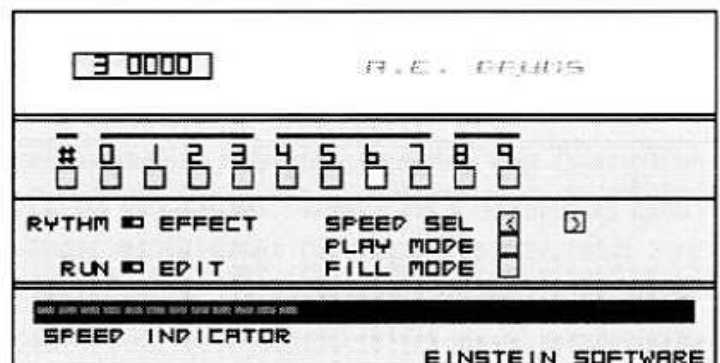 3 0000
A.E. DRUMS
# 0 2 3 4 5 6 7 8 9
RYTHM EFFECT SPEED SEL < >
PLAY MODE
RUN EDIT FILL MODE
SPEED INDICATOR
EINSTEIN SOFTWARE